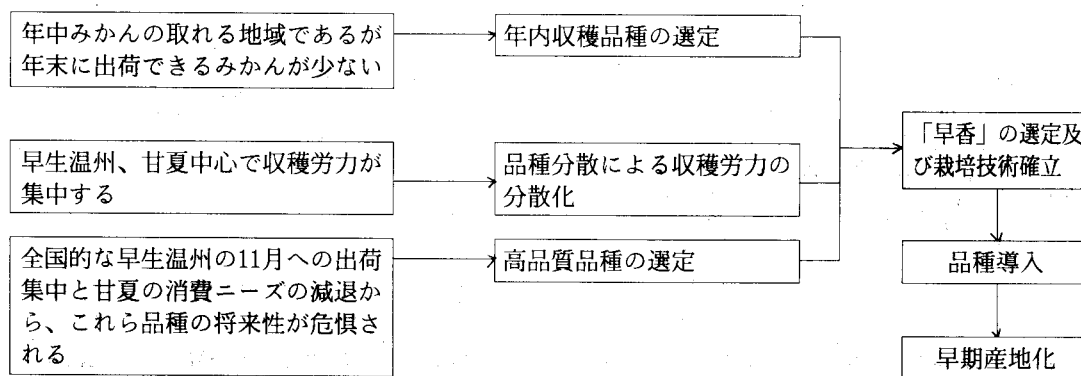 年中みかんの取れる地域であるが
年末に出荷できるみかんが少ない
年内収穫品種の選定
早生温州、甘夏中心で収穫労力が
集中する
品種分散による収穫労力の
分散化
全国的な早生温州の11月への出荷
集中と甘夏の消費ニーズの減退か
ら、これら品種の将来性が危惧さ
れる
高品質品種の選定
「早香」の選定及
び栽培技術確立
品種導入
早期産地化